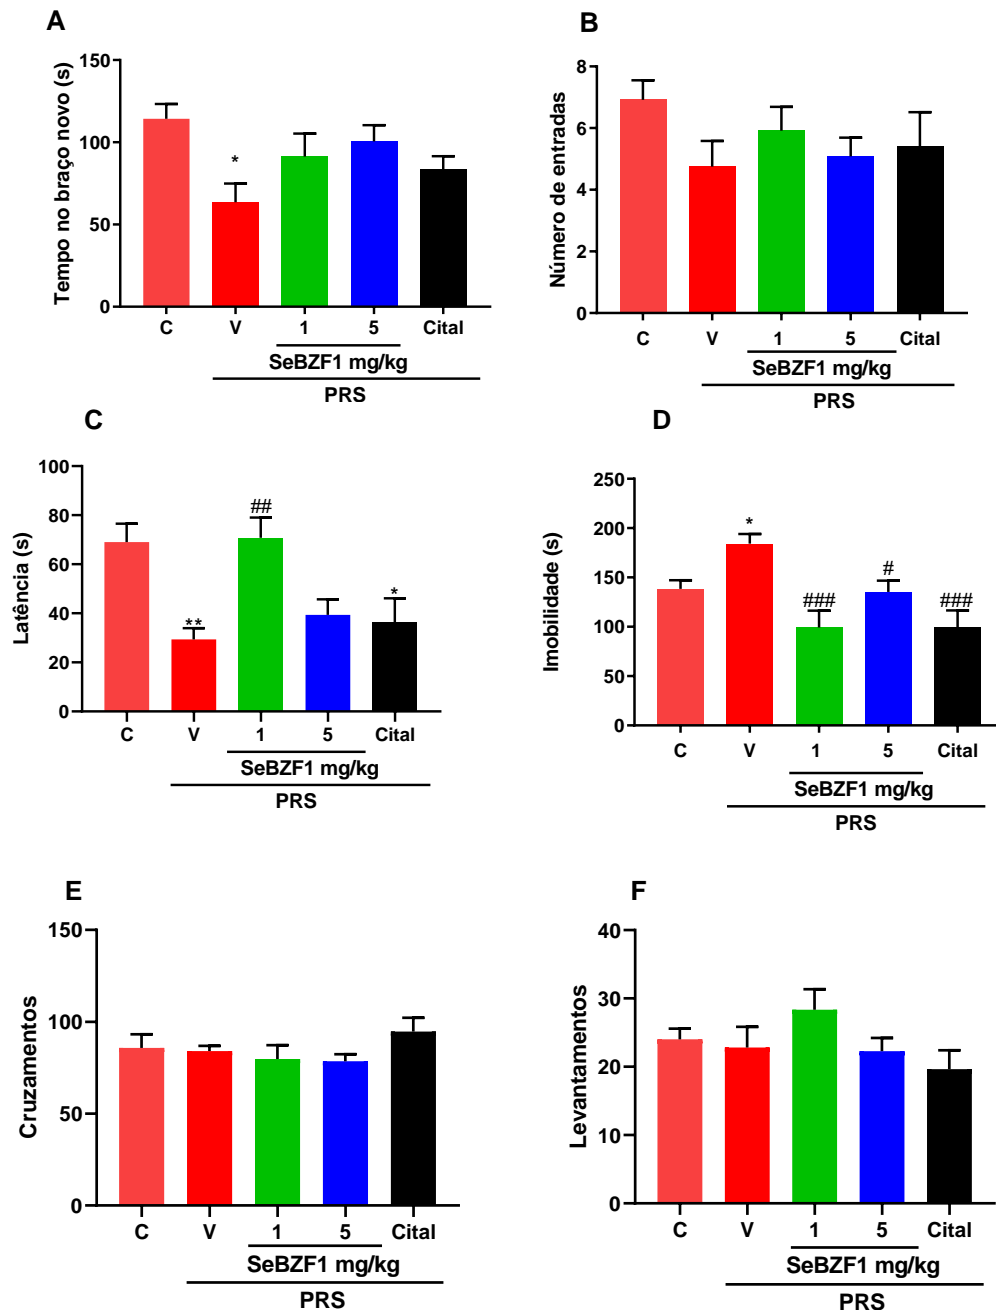 A
Tempo no braço novo (s)
150
100
50
0
*
C V 1 5 Cital
SeBZF1 mg/kg
PRS
B
Número de entradas
8
6
4
2
0
C V 1 5 Cital
SeBZF1 mg/kg
PRS
C
Latência (s)
100
80
60
40
20
0
**
##
*
C V 1 5 Cital
SeBZF1 mg/kg
PRS
D
Imobilidade (s)
250
200
150
100
50
0
*
###
#
###
C V 1 5 Cital
SeBZF1 mg/kg
PRS
E
Cruzamentos
150
100
50
0
C V 1 5 Cital
SeBZF1 mg/kg
PRS
F
Levantamentos
40
30
20
10
0
C V 1 5 Cital
SeBZF1 mg/kg
PRS